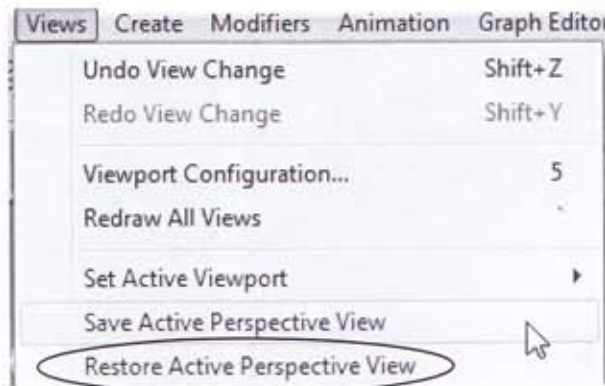 Views Create Modifiers Animation Graph Editor
Undo View Change Shift+Z
Redo View Change Shift+Y
Viewport Configuration... 5
Redraw All Views `
Set Active Viewport
Save Active Perspective View
Restore Active Perspective View